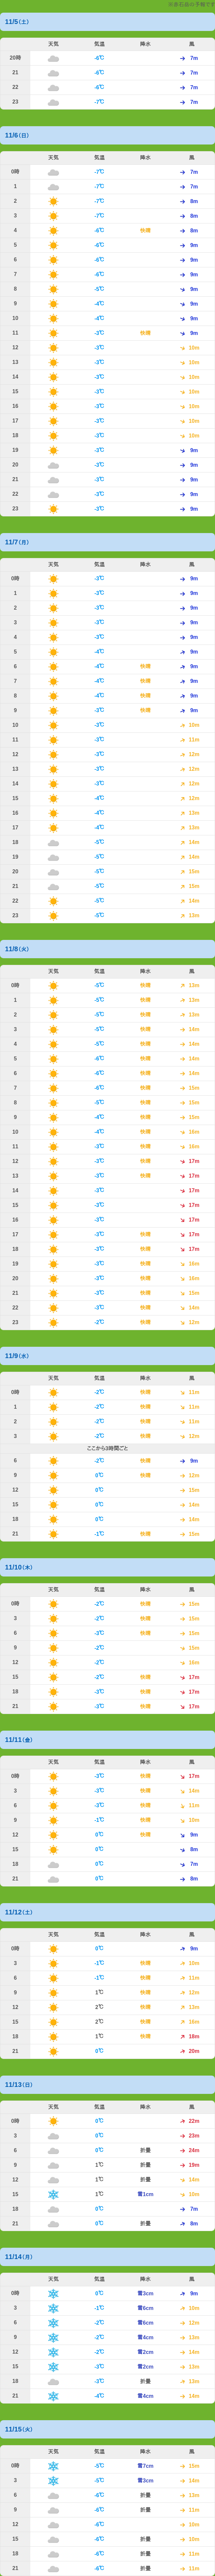 11/5(土)
天気 気温 降水 風
20時 -6℃ 7m
21 -6℃ 7m
22 -6℃ 7m
23 -7℃ 7m
11/6(日)
天気 気温 降水 風
0時 -7℃ 7m
1 -7℃ 7m
2 -7℃ 8m
3 -7℃ 8m
4 -6℃ 快晴 8m
5 -6℃ 9m
6 -6℃ 9m
7 -6℃ 9m
8 -5℃ 9m
9 -4℃ 9m
10 -4℃ 9m
11 -3℃ 快晴 9m
12 -3℃ 10m
13 -3℃ 10m
14 -3℃ 10m
15 -3℃ 10m
16 -3℃ 10m
17 -3℃ 10m
18 -3℃ 10m
19 -3℃ 9m
20 -3℃ 9m
21 -3℃ 9m
22 -3℃ 9m
23 -3℃ 9m
11/7(月)
天気 気温 降水 風
0時 -3℃ 9m
1 -3℃ 9m
2 -3℃ 9m
3 -3℃ 9m
4 -3℃ 9m
5 -4℃ 9m
6 -4℃ 快晴 9m
7 -4℃ 快晴 9m
8 -4℃ 快晴 9m
9 -3℃ 快晴 9m
10 -3℃ 10m
11 -3℃ 11m
12 -3℃ 12m
13 -3℃ 12m
14 -3℃ 12m
15 -4℃ 12m
16 -4℃ 13m
17 -4℃ 13m
18 -5℃ 14m
19 -5℃ 14m
20 -5℃ 15m
21 -5℃ 15m
22 -5℃ 14m
23 -5℃ 13m
11/8(火)
天気 気温 降水 風
0時 -5℃ 快晴 13m
1 -5℃ 快晴 13m
2 -5℃ 快晴 13m
3 -5℃ 快晴 14m
4 -5℃ 快晴 14m
5 -6℃ 快晴 14m
6 -6℃ 快晴 14m
7 -6℃ 快晴 15m
8 -5℃ 快晴 15m
9 -4℃ 快晴 15m
10 -4℃ 快晴 16m
11 -3℃ 快晴 16m
12 -3℃ 快晴 17m
13 -3℃ 快晴 17m
14 -3℃ 17m
15 -3℃ 17m
16 -3℃ 17m
17 -3℃ 快晴 17m
18 -3℃ 快晴 17m
19 -3℃ 快晴 16m
20 -3℃ 快晴 16m
21 -3℃ 快晴 15m
22 -3℃ 快晴 14m
23 -2℃ 快晴 12m
11/9(水)
天気 気温 降水 風
0時 -2℃ 快晴 11m
1 -2℃ 快晴 11m
2 -2℃ 快晴 11m
3 -2℃ 快晴 12m
ここから3時間ごと
6 -2℃ 快晴 9m
9 0℃ 快晴 12m
12 0℃ 15m
15 0℃ 14m
18 0℃ 14m
21 -1℃ 快晴 15m
11/10(木)
天気 気温 降水 風
0時 -2℃ 快晴 15m
3 -2℃ 快晴 15m
6 -3℃ 快晴 15m
9 -2℃ 15m
12 -2℃ 16m
15 -2℃ 快晴 17m
18 -3℃ 快晴 17m
21 -3℃ 快晴 17m
11/11(金)
天気 気温 降水 風
0時 -3℃ 快晴 17m
3 -3℃ 快晴 14m
6 -3℃ 快晴 11m
9 -1℃ 快晴 10m
12 0℃ 快晴 9m
15 0℃ 8m
18 0℃ 7m
21 0℃ 8m
11/12(土)
天気 気温 降水 風
0時 0℃ 9m
3 -1℃ 快晴 10m
6 -1℃ 快晴 11m
9 1℃ 快晴 12m
12 2℃ 快晴 13m
15 2℃ 快晴 16m
18 1℃ 快晴 18m
21 0℃ 20m
11/13(日)
天気 気温 降水 風
0時 0℃ 22m
3 0℃ 23m
6 0℃ 折曇 24m
9 1℃ 折曇 19m
12 1℃ 折曇 14m
15 1℃ 雪1cm 10m
18 0℃ 7m
21 0℃ 折曇 8m
11/14(月)
天気 気温 降水 風
0時 0℃ 雪3cm 9m
3 -1℃ 雪6cm 10m
6 -2℃ 雪6cm 12m
9 -2℃ 雪4cm 13m
12 -2℃ 雪2cm 14m
15 -3℃ 雪2cm 13m
18 -3℃ 折曇 13m
21 -4℃ 雪4cm 14m
11/15(火)
天気 気温 降水 風
0時 -5℃ 雪7cm 15m
3 -5℃ 雪3cm 14m
6 -6℃ 折曇 12m
9 -6℃ 折曇 11m
12 -6℃ 10m
15 -6℃ 折曇 10m
18 -6℃ 折曇 11m
21 -6℃ 折曇 11m